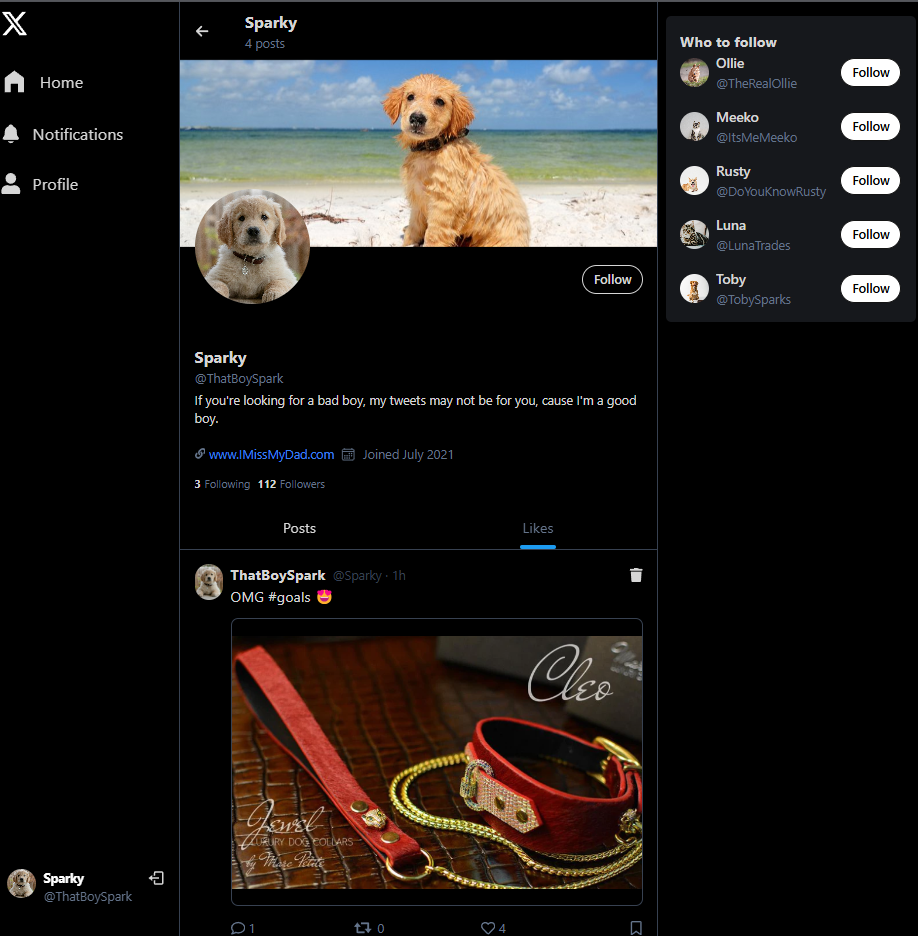 Sparky
4 posts
Home
Notifications
Profile
Follow
Sparky
@ThatBoySpark
If you're looking for a bad boy, my tweets may not be for you, cause I'm a good
boy.
www.IMissMyDad.com Joined July 2021
3 Following 112 Followers
Posts Likes
ThatBoySpark @Sparky · 1h
OMG #goals 😍
Cleo
Jewel
LUXURY DOG COLLARS
by Marc Petite
1 0 4
Sparky
@ThatBoySpark
Who to follow
Ollie
@TheRealOllie
Follow
Meeko
@ItsMeMeeko
Follow
Rusty
@DoYouKnowRusty
Follow
Luna
@LunaTrades
Follow
Toby
@TobySparks
Follow